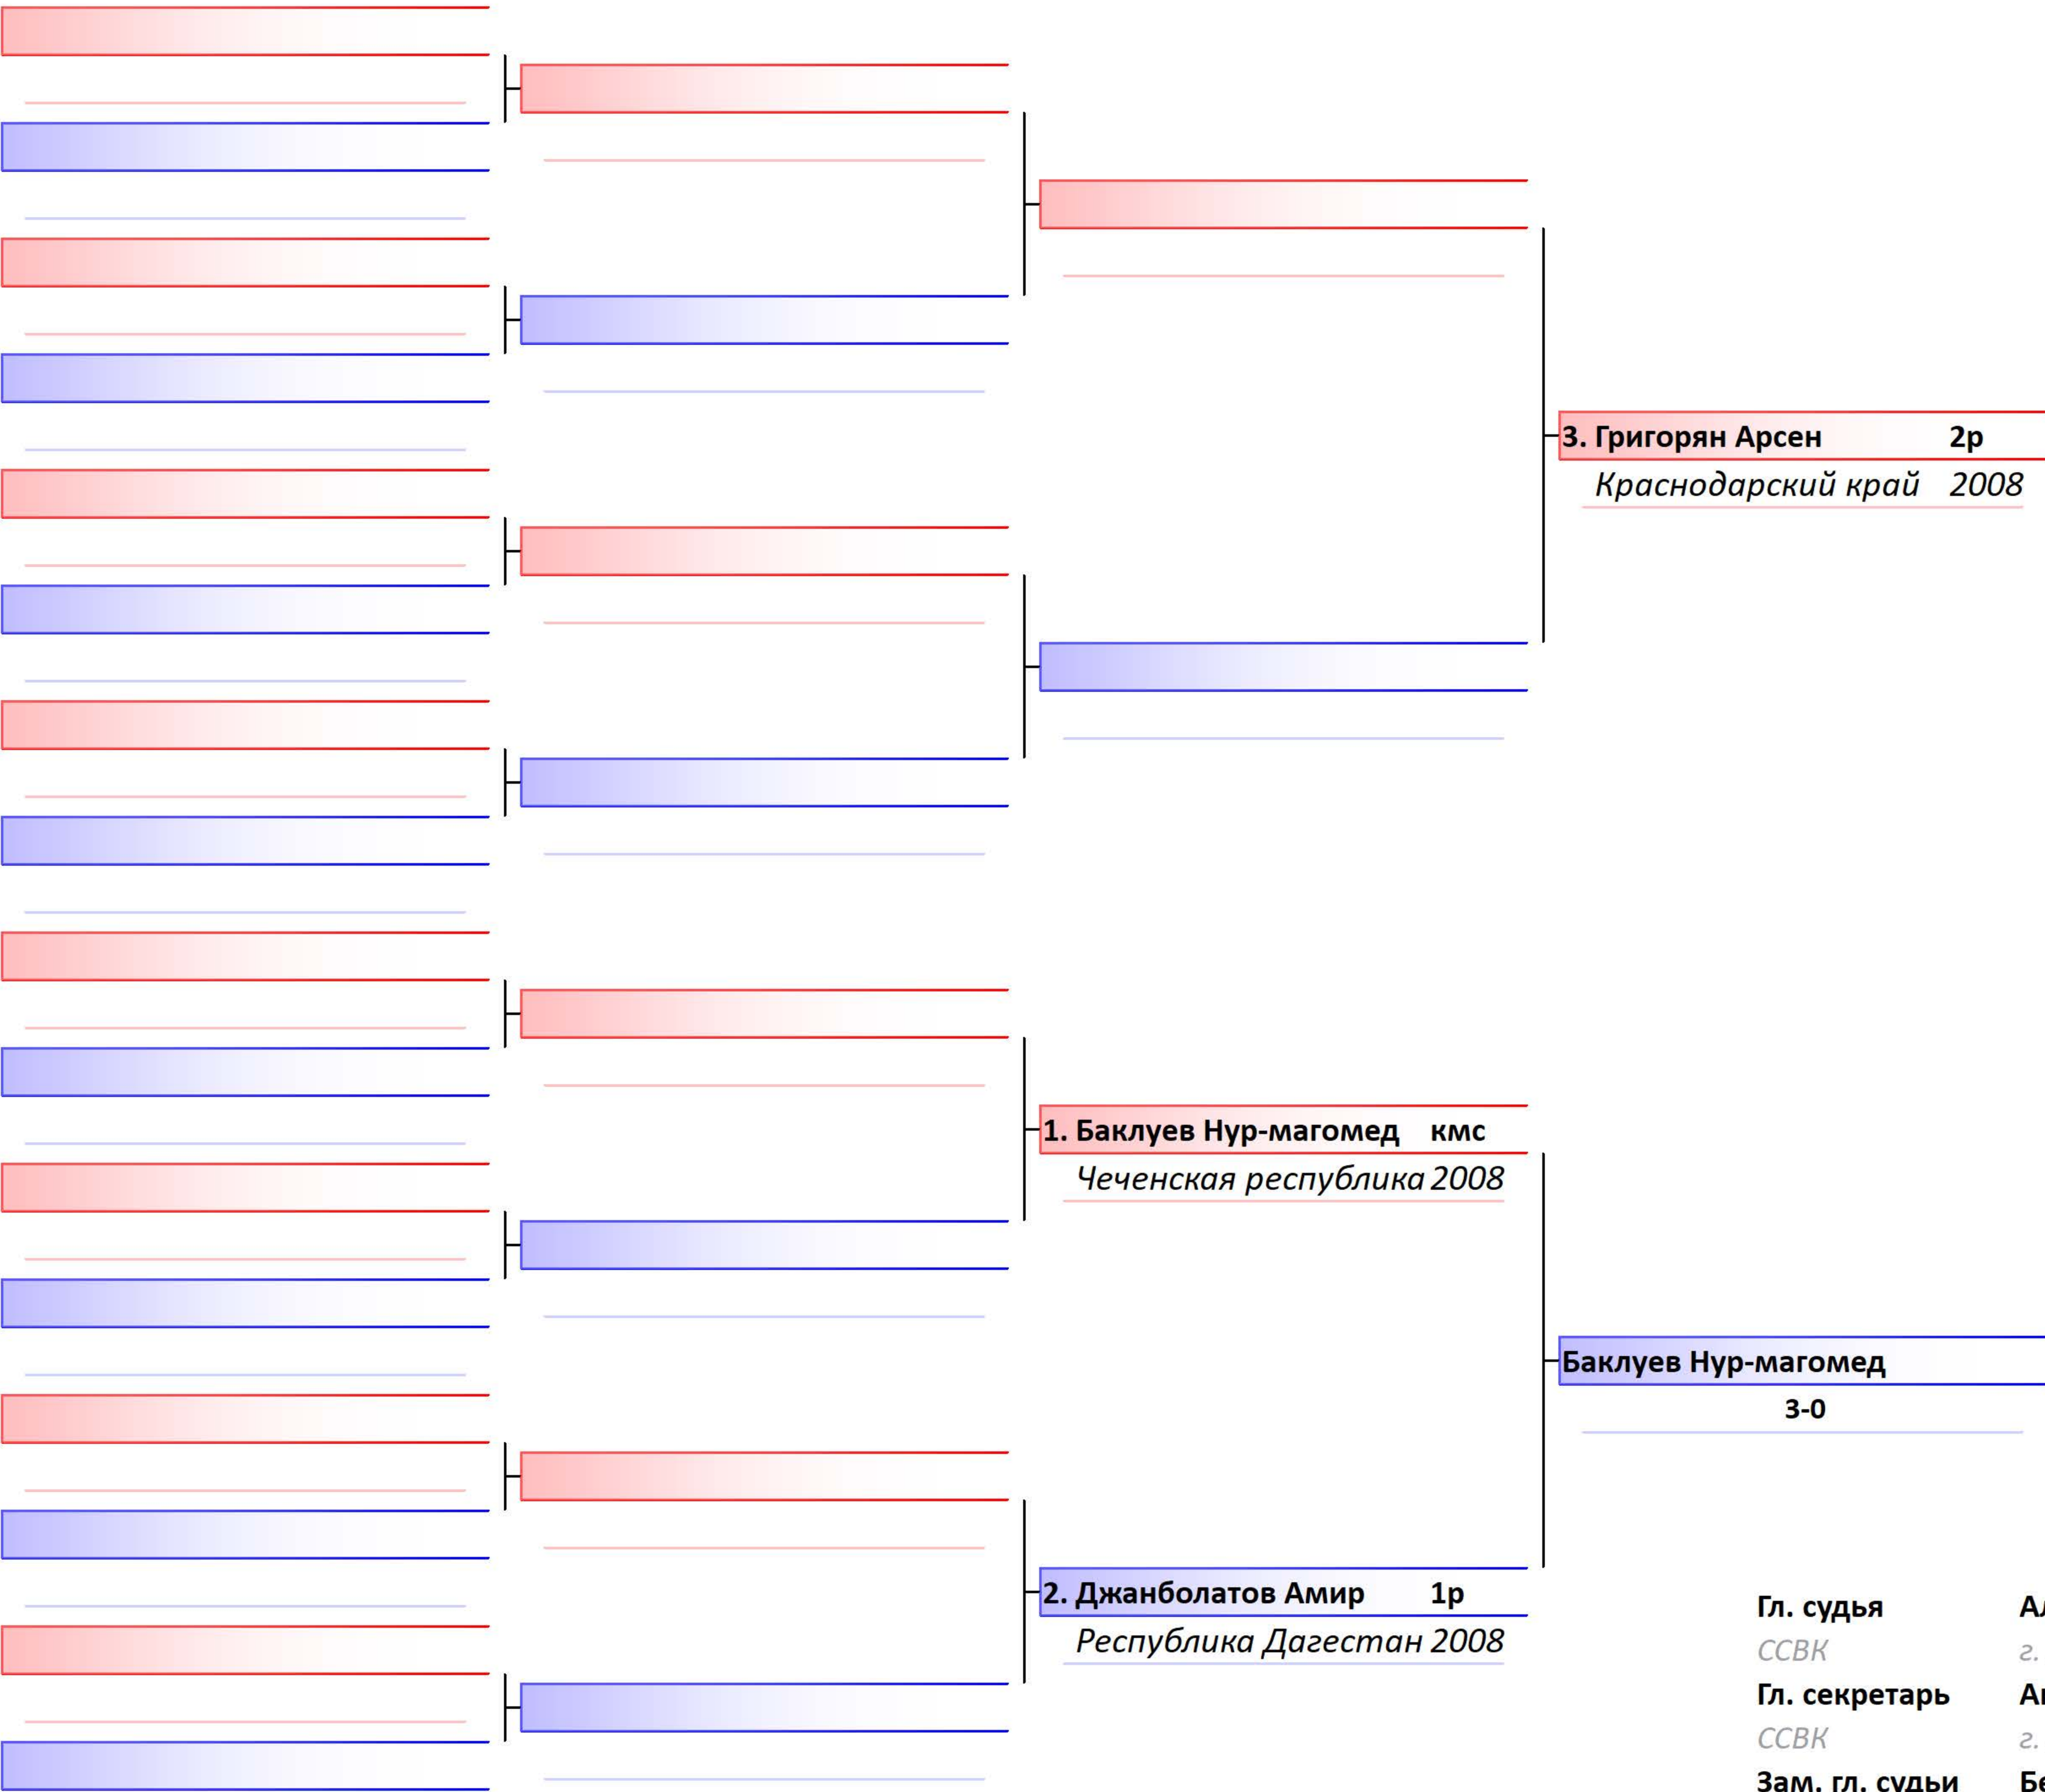 3. Григорян Арсен 2р
Краснодарский край 2008
1. Баклуев Нур-магомед кмс
Чеченская республика 2008
Баклуев Нур-магомед
3-0
2. Джанболатов Амир 1р
Республика Дагестан 2008
Гл. судья
ССВК г.
Гл. секретарь
ССВК г.
Зам. гл. судьи